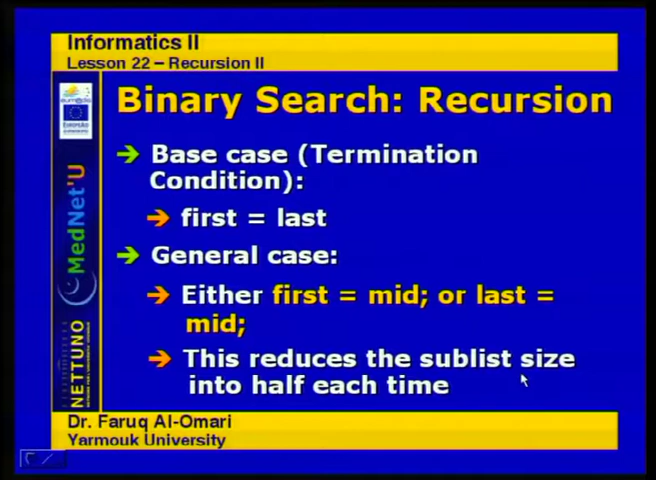 Informatics II
Lesson 22 – Recursion II
Binary Search: Recursion
Base case (Termination
Condition):
first = last
General case:
Either first = mid; or last =
mid;
This reduces the sublist size
into half each time
MedNet'U
NETTUNO
Dr. Faruq Al-Omari
Yarmouk University